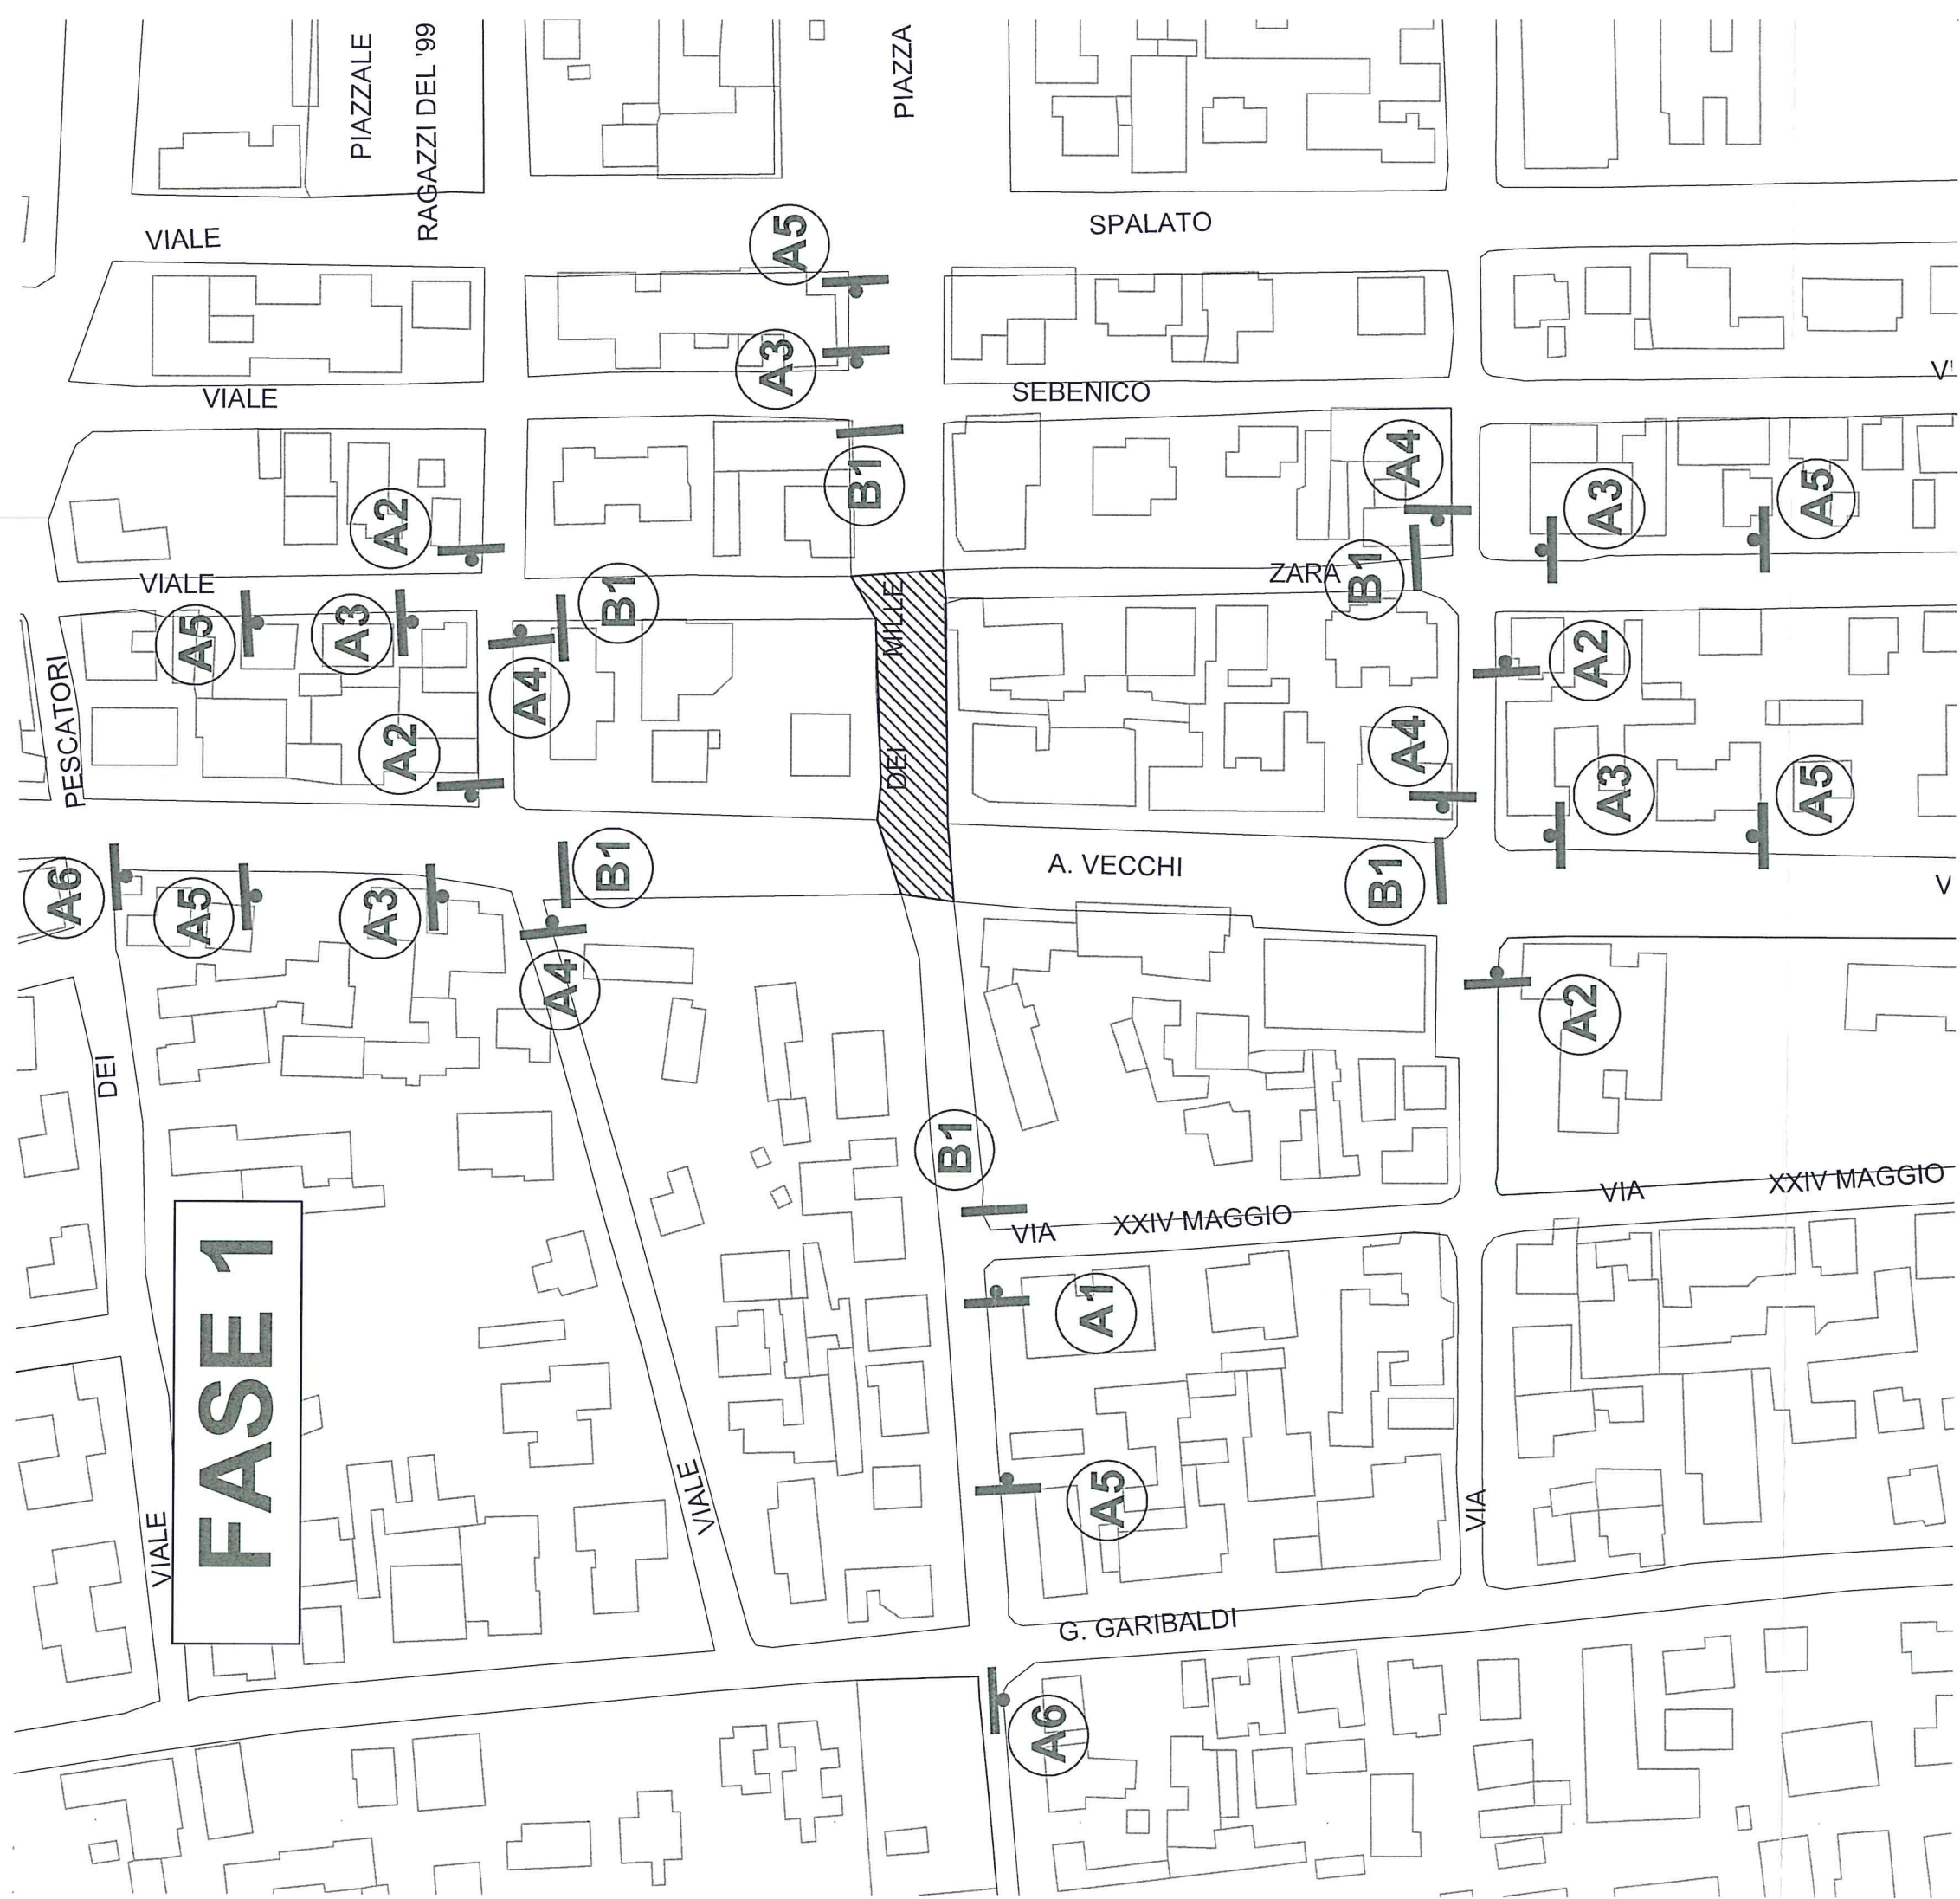 PIAZZALE
RAGAZZI DEL '99
PIAZZA
VIALE
SPALATO
A5
A3
VIALE
SEBENICO
A2
B1
A4
A3
A5
VIALE
ZARA
B1
B1
MILLE
A5
A3
A4
A2
PESCATORI
A2
DEI
A4
A3
A5
A. VECCHI
B1
B1
V
A6
A5
A3
A4
A2
DEI
B1
VIA
XXIV MAGGIO
VIA
XXIV MAGGIO
FASE 1
A1
A5
VIALE
VIALE
VIA
G. GARIBALDI
A6